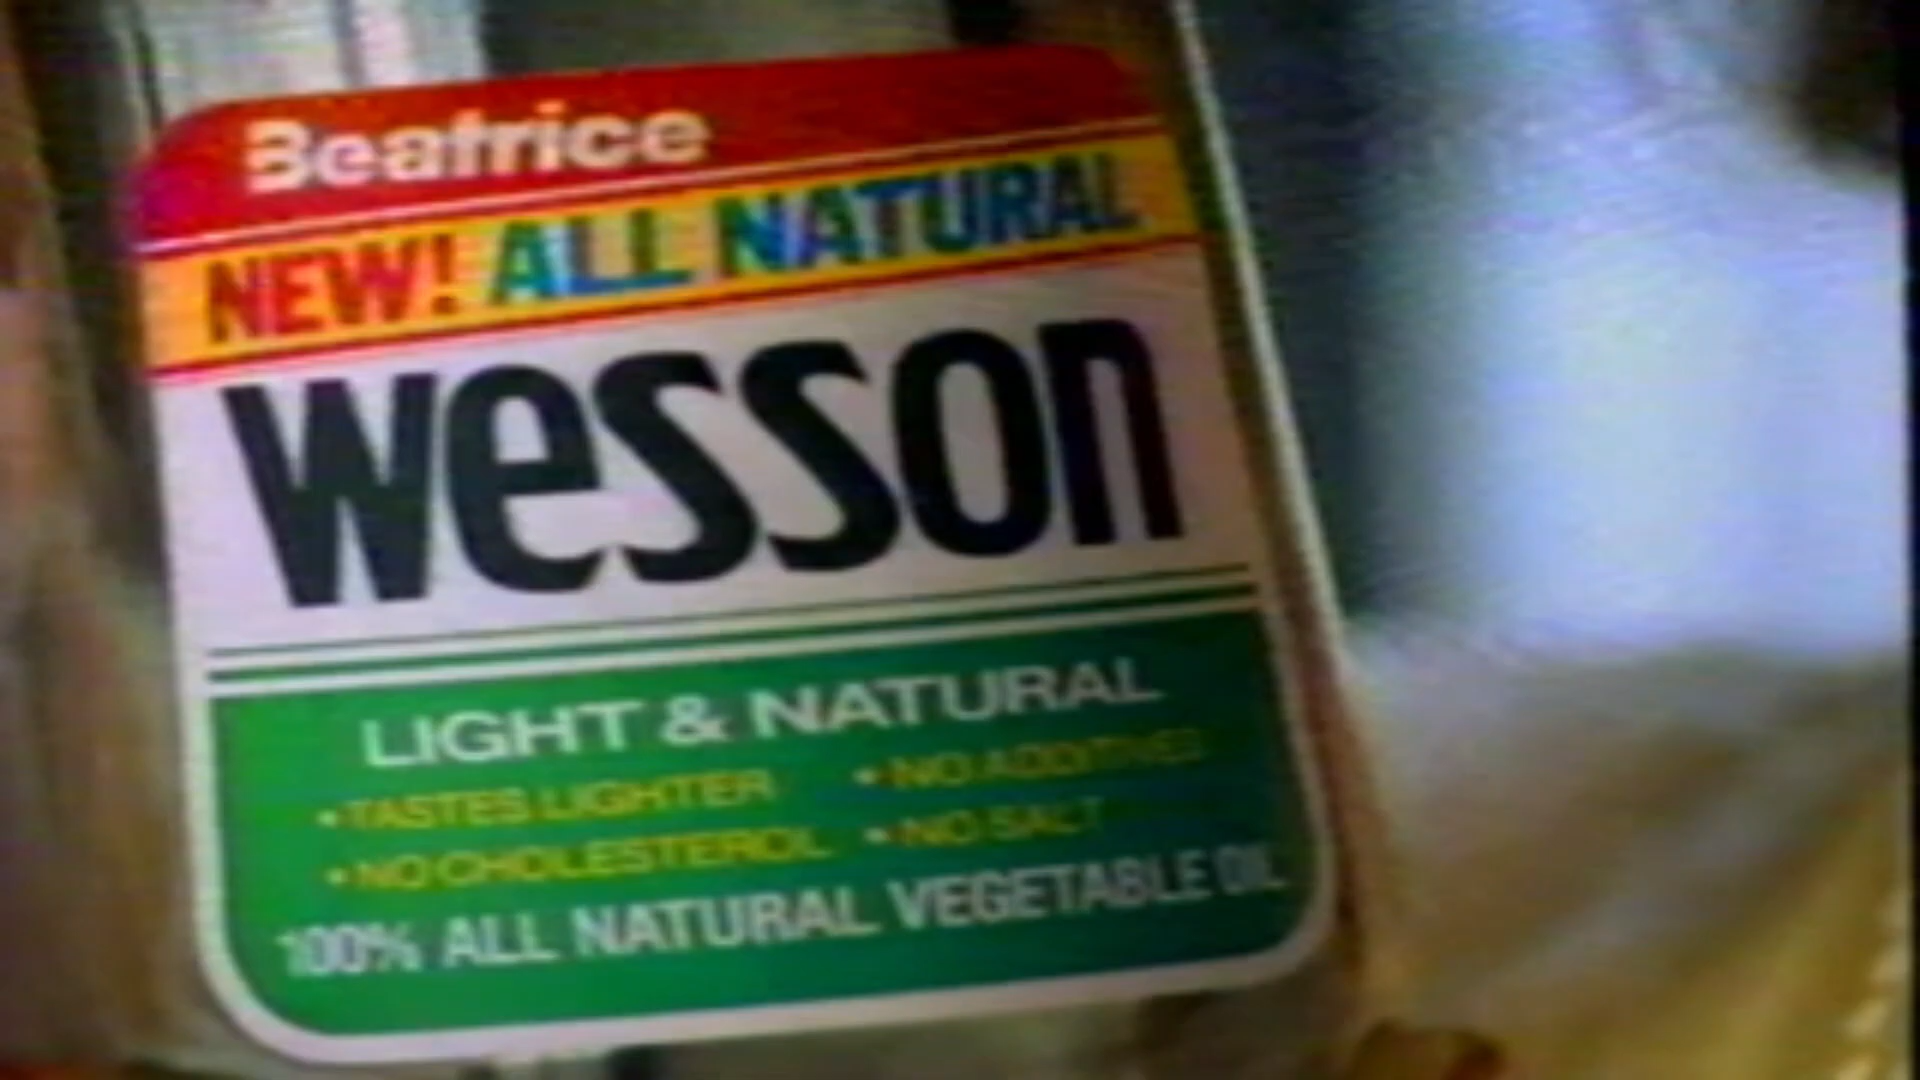 Beatrice
NEW! ALL NATURAL
wesson
LIGHT & NATURAL
• TASTES LIGHTER • NO ADDITIVES
• NO CHOLESTEROL • NO SALT
100% ALL NATURAL VEGETABLE OIL